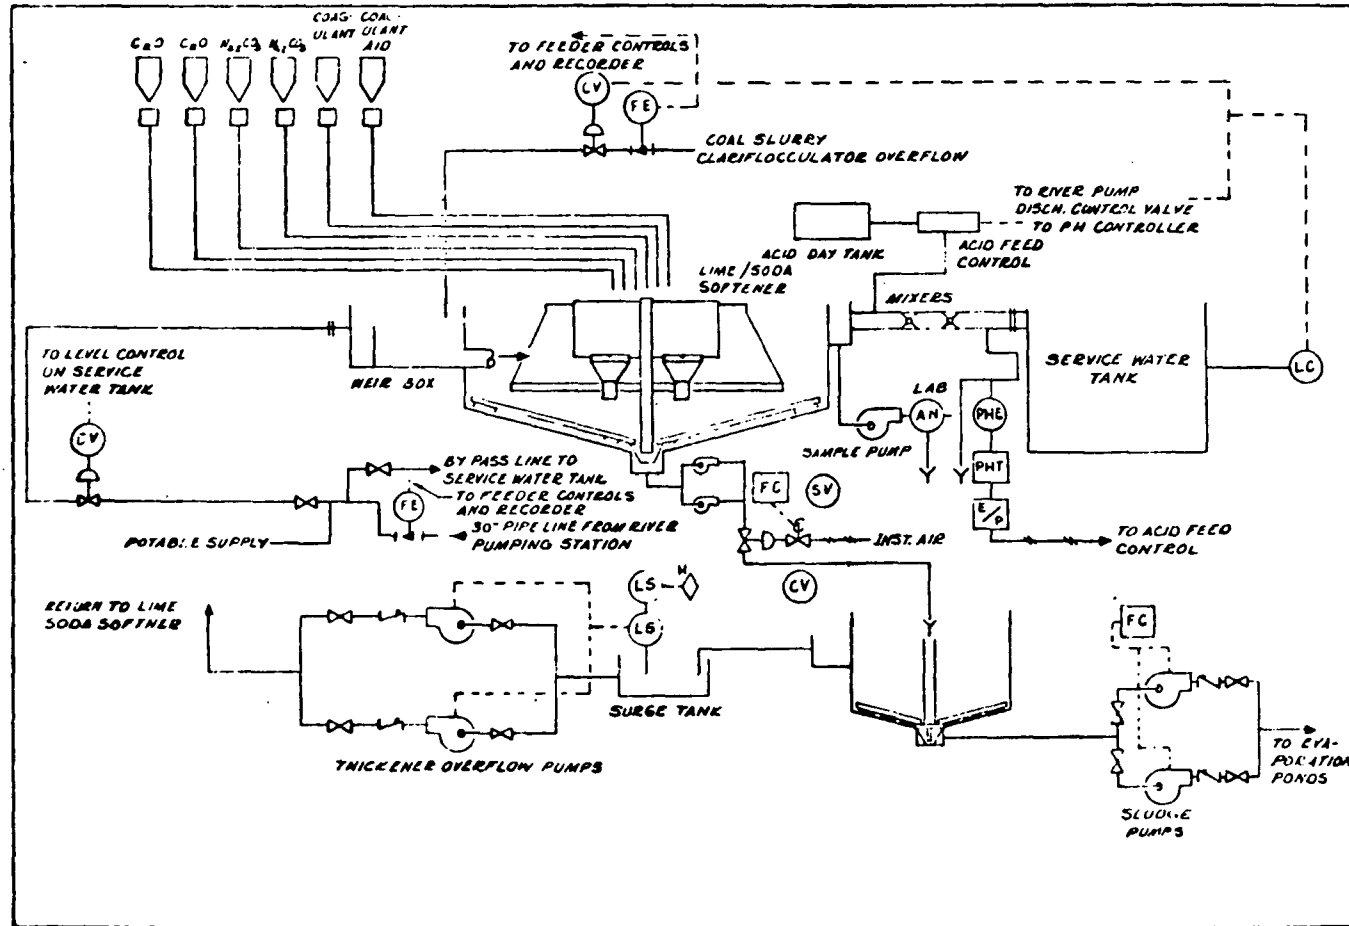 COAG- COAG-
CaO CaO Na2CO3 Na2CO3 ULANT ULANT
AID
TO FEEDER CONTROLS
AND RECORDER
CV
FE
COAL SLURRY
CLARIFLOCCULATOR OVERFLOW
TO RIVER PUMP
DISCH. CONTROL VALVE
TO PH CONTROLLER
ACID DAY TANK
ACID FEED
CONTROL
LIME/SODA
SOFTENER
MIXERS
TO LEVEL CONTROL
ON SERVICE
WATER TANK
WEIR BOX
SERVICE WATER
TANK
LC
LAB
AN
PHE
SAMPLE PUMP
PHT
E/P
TO ACID FEED
CONTROL
CV
BY PASS LINE TO
SERVICE WATER TANK
TO FEEDER CONTROLS
AND RECORDER
FE
30" PIPE LINE FROM RIVER
PUMPING STATION
POTABLE SUPPLY
FC
SV
INST. AIR
CV
RETURN TO LIME
SODA SOFTNER
LS
H
LG
SURGE TANK
THICKENER OVERFLOW PUMPS
FC
TO EVA-
PORATION
PONDS
SLUDGE
PUMPS